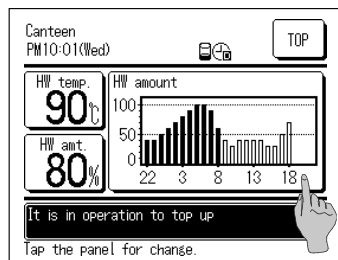 Canteen
PM10:01(Wed)
TOP
HW temp.
90℃
HW amt.
80%
HW amount
100
50
0
22 3 8 13 18
It is in operation to top up
Tap the panel for change.